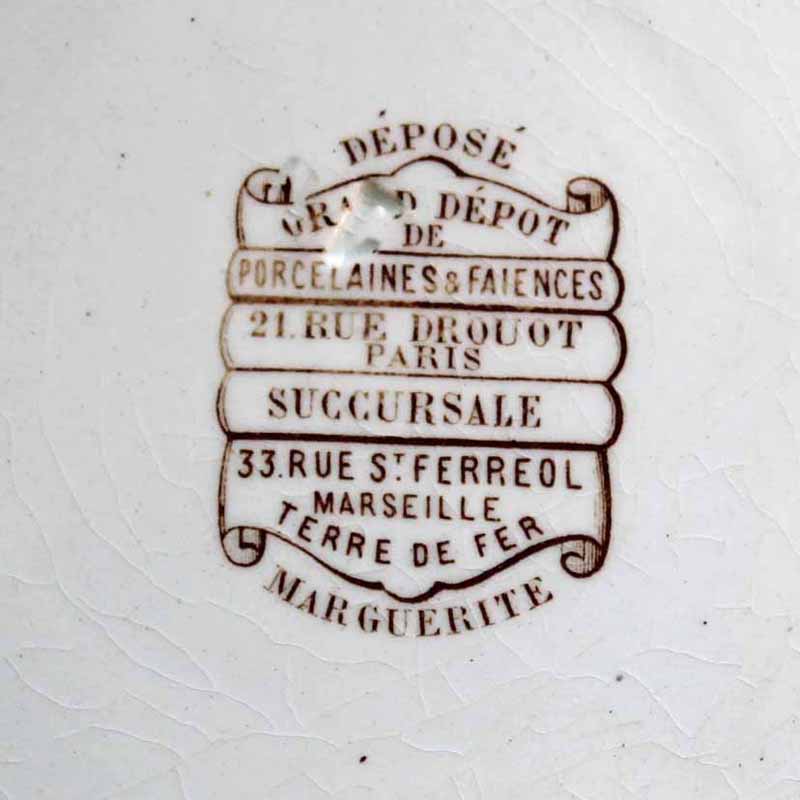 DÉPOSÉ
GRAND DÉPOT
DE
PORCELAINES & FAIENCES
21. RUE DROUOT
PARIS
SUCCURSALE
33. RUE ST. FERREOL
MARSEILLE
TERRE DE FER
MARGUERITE